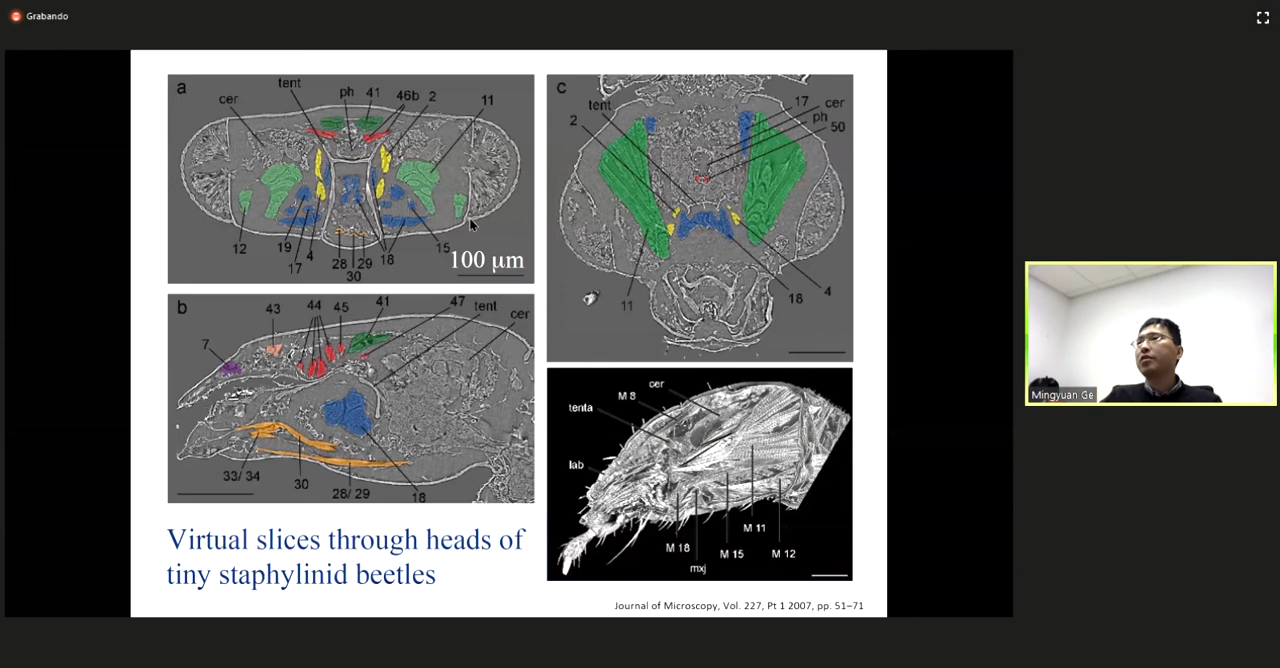 Grabando
a
tent
ph
41
46b
2
11
cer
12
19
17
4
28
30
29
18
15
100 μm
b
7
43
44
45
41
47
tent
cer
33/ 34
30
28/ 29
18
c
tent
2
17
cer
ph
50
11
18
4
cer
M 8
tenta
lab
M 11
M 18
M 15
M 12
mxj
Virtual slices through heads of
tiny staphylinid beetles
Journal of Microscopy, Vol. 227, Pt 1 2007, pp. 51–71
Mingyuan Ge